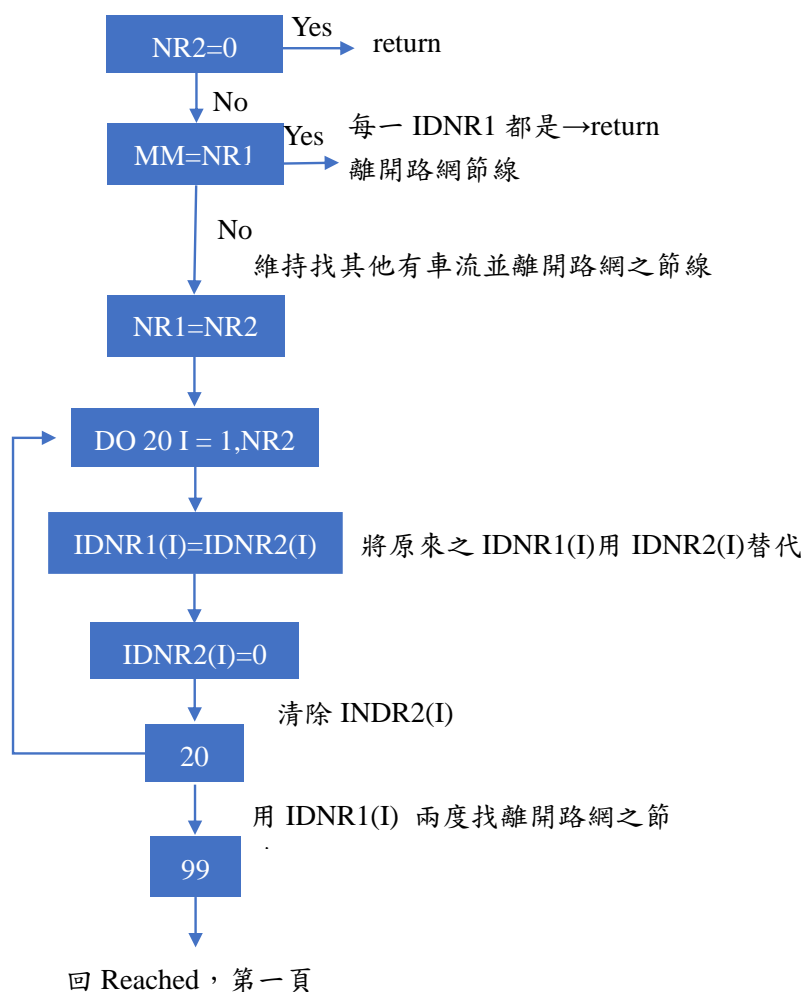 NR2=0
Yes
return
No
MM=NR1
Yes
每一 IDNR1 都是→return
離開路網節線
No
維持找其他有車流並離開路網之節線
NR1=NR2
DO 20 I = 1,NR2
IDNR1(I)=IDNR2(I)
將原來之 IDNR1(I)用 IDNR2(I)替代
IDNR2(I)=0
清除 INDR2(I)
20
用 IDNR1(I) 兩度找離開路網之節
99
回 Reached，第一頁